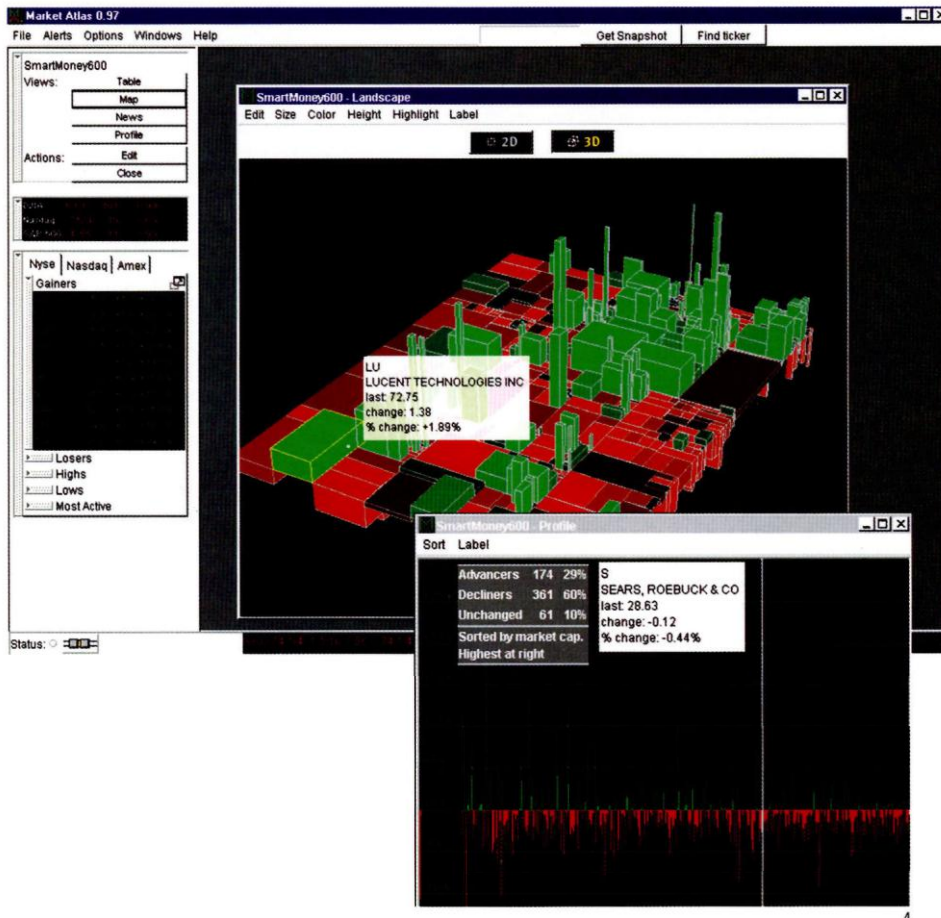 Market Atlas 0.97
File Alerts Options Windows Help
Get Snapshot Find ticker
SmartMoney600
Views: Table
Map
News
Profile
Actions: Edit
Close
Nyse Nasdaq Amex
Gainers
Losers
Highs
Lows
Most Active
Status:
SmartMoney600 - Landscape
Edit Size Color Height Highlight Label
2D 3D
LU
LUCENT TECHNOLOGIES INC
last: 72.75
change: 1.38
% change: +1.89%
SmartMoney600 - Profile
Sort Label
Advancers 174 29%
Decliners 361 60%
Unchanged 61 10%
Sorted by market cap.
Highest at right
S
SEARS, ROEBUCK & CO
last: 28.63
change: -0.12
% change: -0.44%
4